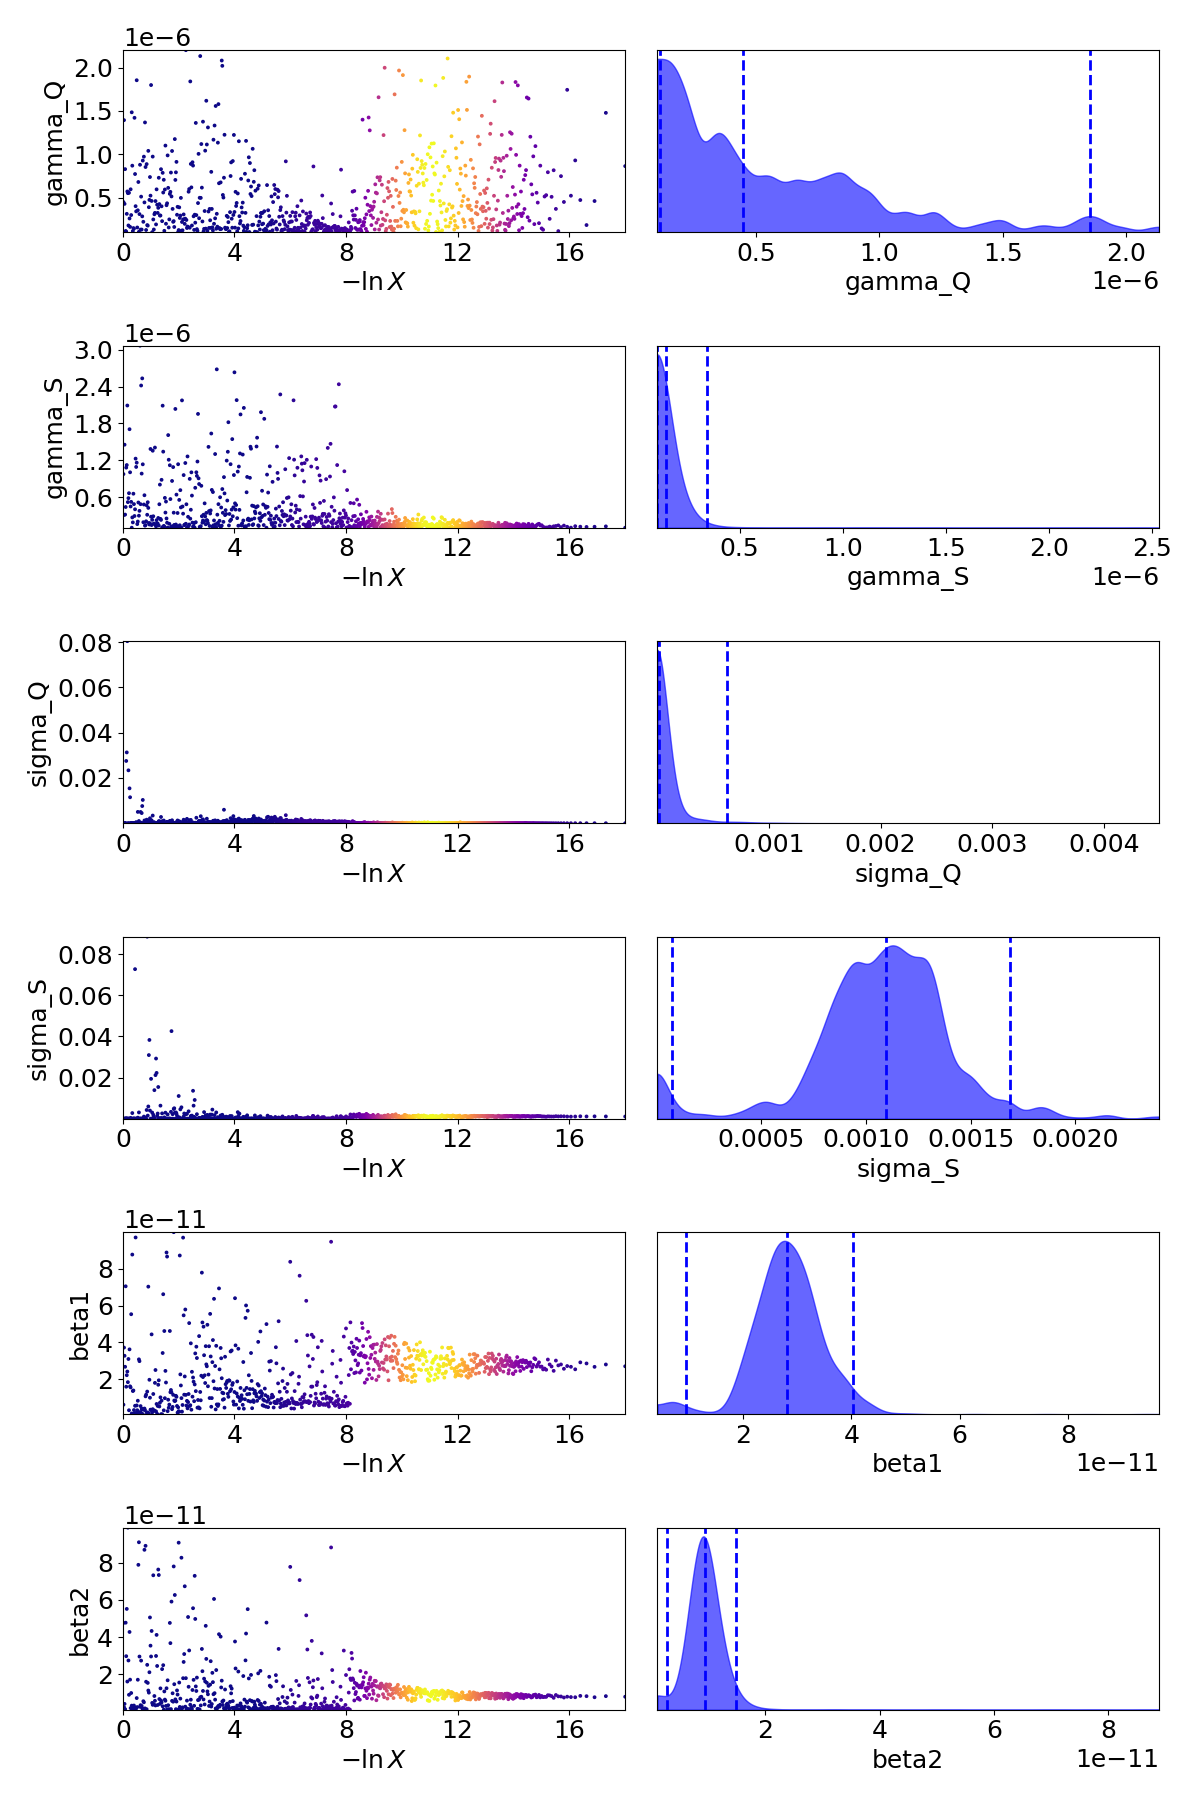 1e−6
gamma_Q
2.0
1.5
1.0
0.5
0 4 8 12 16
−ln X
0.5 1.0 1.5 2.0
gamma_Q 1e−6
1e−6
gamma_S
3.0
2.4
1.8
1.2
0.6
0 4 8 12 16
−ln X
0.5 1.0 1.5 2.0 2.5
gamma_S 1e−6
sigma_Q
0.08
0.06
0.04
0.02
0 4 8 12 16
−ln X
0.001 0.002 0.003 0.004
sigma_Q
sigma_S
0.08
0.06
0.04
0.02
0 4 8 12 16
−ln X
0.0005 0.0010 0.0015 0.0020
sigma_S
1e−11
beta1
8
6
4
2
0 4 8 12 16
−ln X
2 4 6 8
beta1 1e−11
1e−11
beta2
8
6
4
2
0 4 8 12 16
−ln X
2 4 6 8
beta2 1e−11